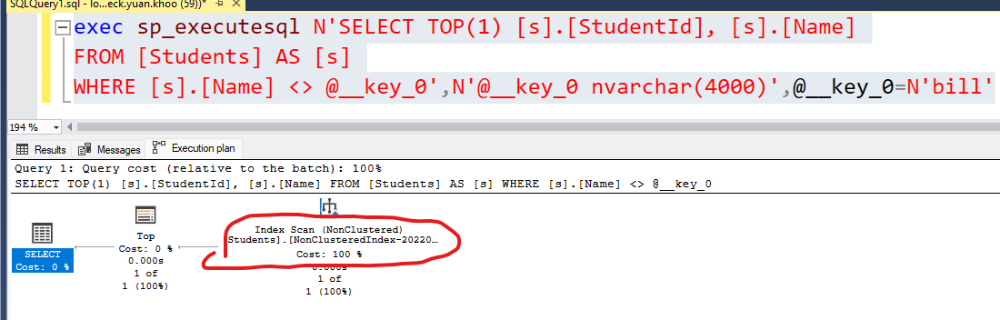 SQLQuery1.sql - lo...eck.yuan.khoo (59))*
exec sp_executesql N'SELECT TOP(1) [s].[StudentId], [s].[Name]
FROM [Students] AS [s]
WHERE [s].[Name] <> @__key_0',N'@__key_0 nvarchar(4000)',@__key_0=N'bill'
194 %
Results Messages Execution plan
Query 1: Query cost (relative to the batch): 100%
SELECT TOP(1) [s].[StudentId], [s].[Name] FROM [Students] AS [s] WHERE [s].[Name] <> @__key_0
SELECT
Cost: 0 %
Top
Cost: 0 %
0.000s
1 of
1 (100%)
Index Scan (NonClustered)
Students].[NonClusteredIndex-20220…
Cost: 100 %
0.000s
1 of
1 (100%)